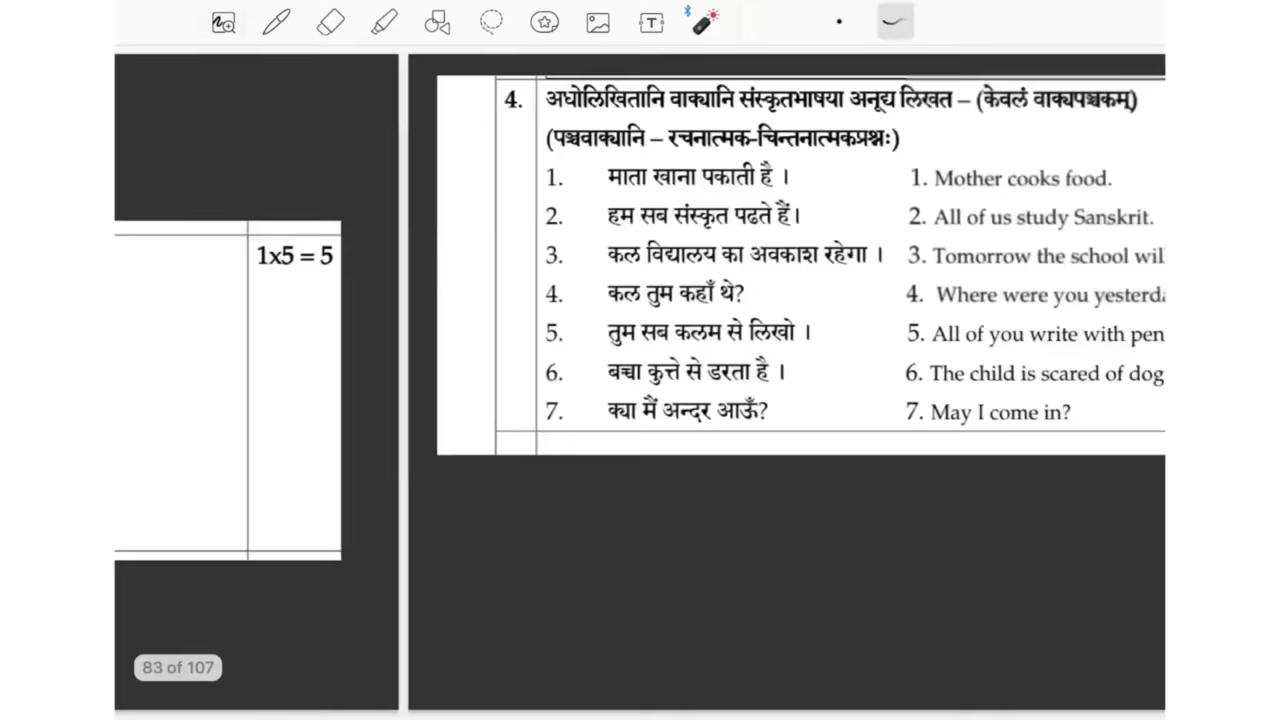 1x5 = 5
4. अधोलिखितानि वाक्यानि संस्कृतभाषया अनूद्य लिखत – (केवलं वाक्यपञ्चकम्)
(पञ्चवाक्यानि – रचनात्मक-चिन्तनात्मकप्रश्नः)
1. माता खाना पकाती है । 1. Mother cooks food.
2. हम सब संस्कृत पढते हैं। 2. All of us study Sanskrit.
3. कल विद्यालय का अवकाश रहेगा । 3. Tomorrow the school wil
4. कल तुम कहाँ थे? 4. Where were you yesterd
5. तुम सब कलम से लिखो । 5. All of you write with pen
6. बच्चा कुत्ते से डरता है । 6. The child is scared of dog
7. क्या मैं अन्दर आऊँ? 7. May I come in?
83 of 107